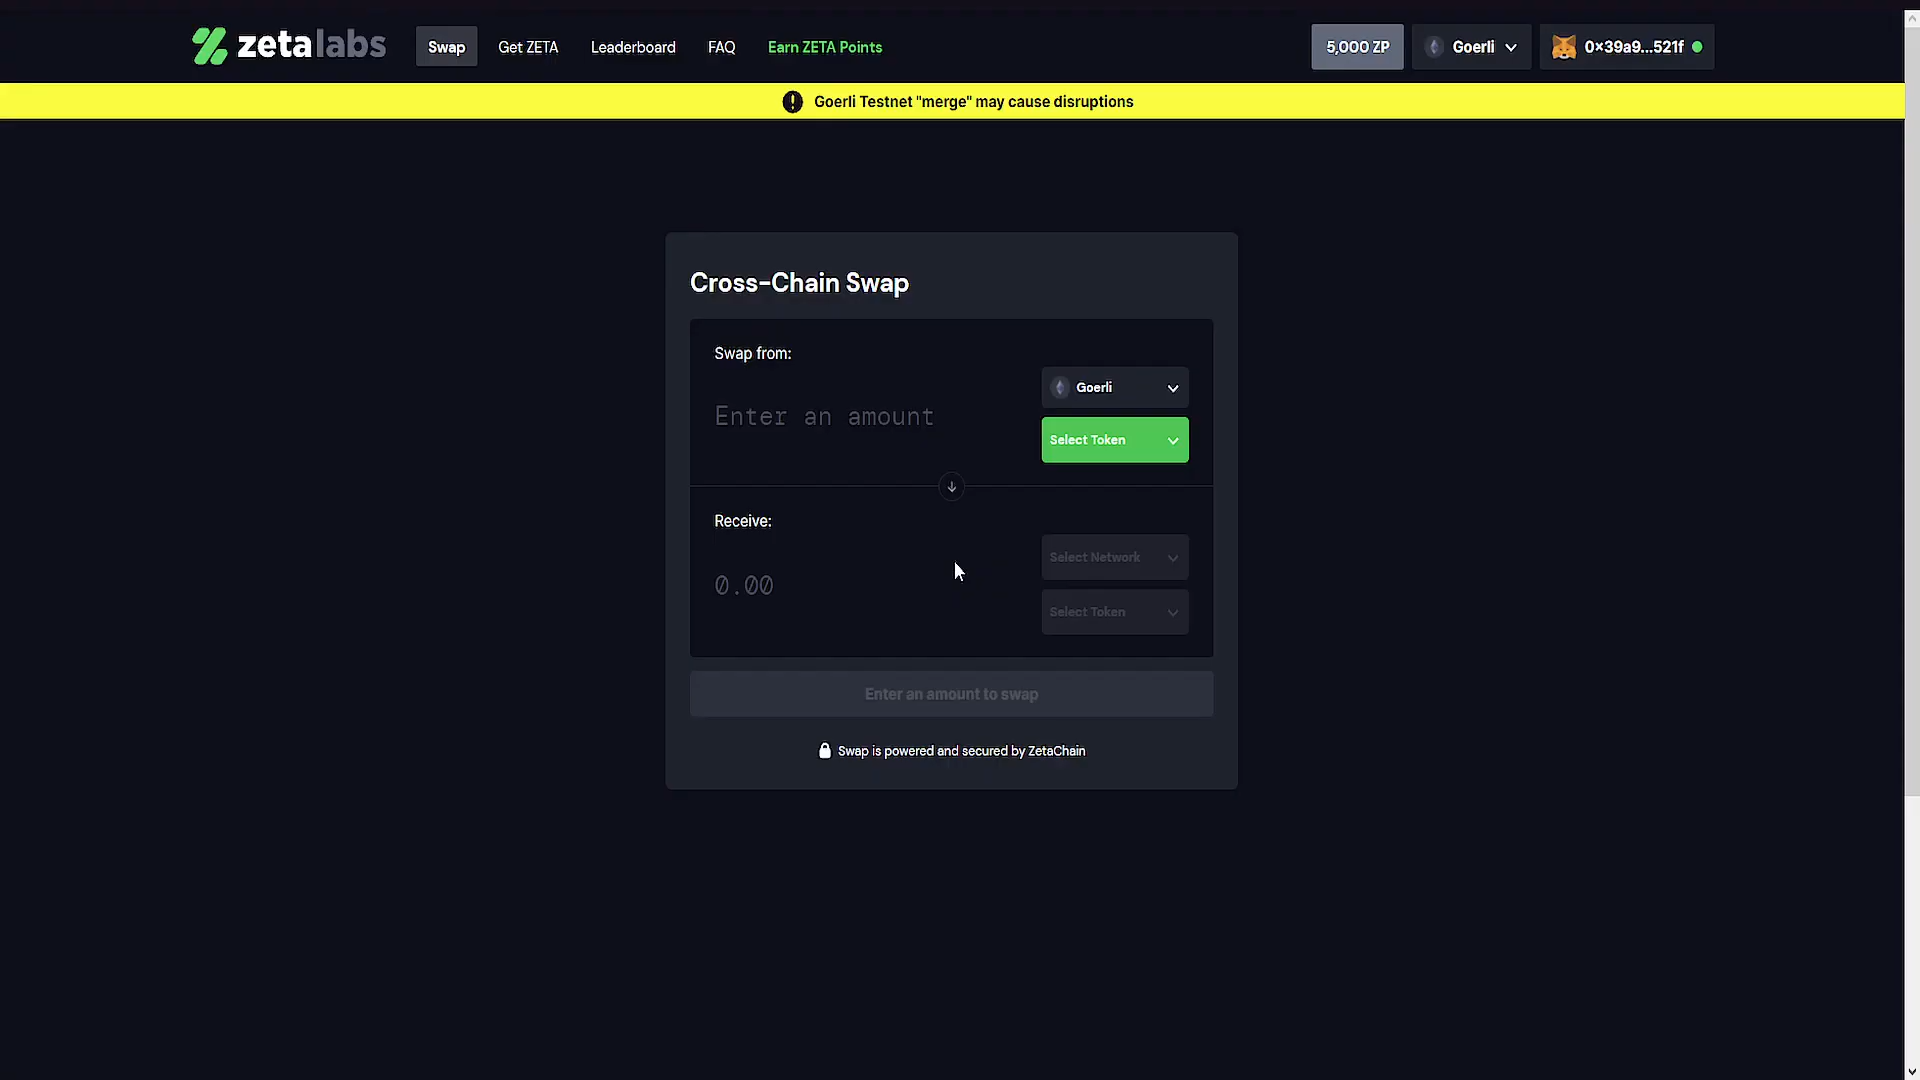 zetalabs
Swap
Get ZETA
Leaderboard
FAQ
Earn ZETA Points
5,000 ZP
Goerli
0×39a9...521f
Goerli Testnet "merge" may cause disruptions
Cross-Chain Swap
Swap from:
Goerli
Enter an amount
Select Token
Receive:
Select Network
0.00
Select Token
Enter an amount to swap
Swap is powered and secured by ZetaChain